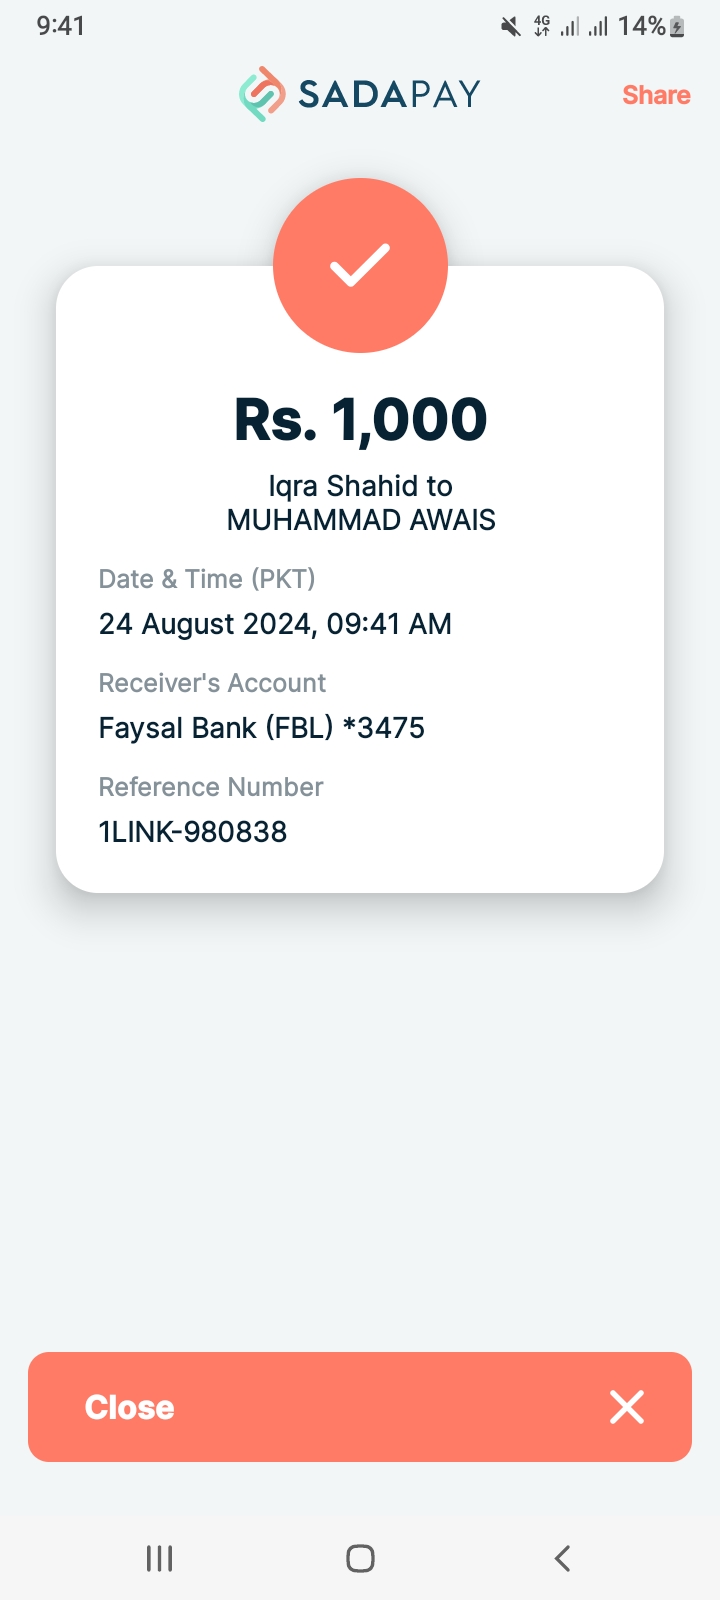 9:41
4G 14%
SADAPAY
Share
Rs. 1,000
Iqra Shahid to
MUHAMMAD AWAIS
Date & Time (PKT)
24 August 2024, 09:41 AM
Receiver's Account
Faysal Bank (FBL) *3475
Reference Number
1LINK-980838
Close